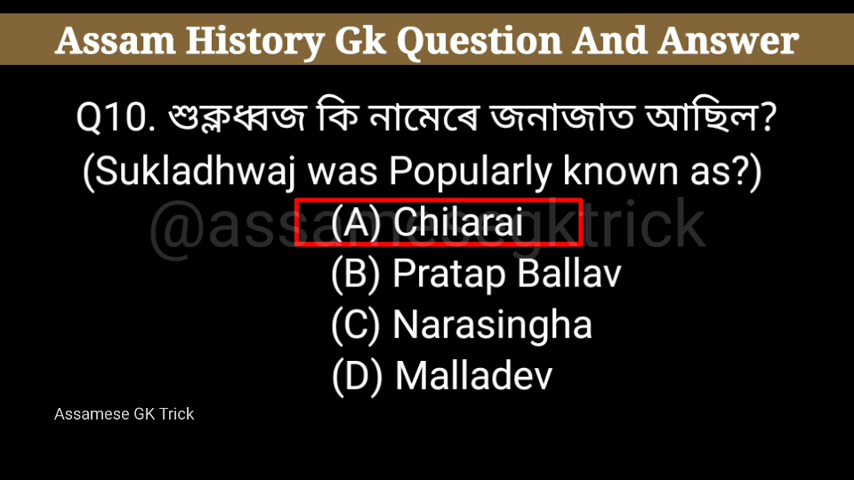 Assam History Gk Question And Answer
Q10. শুক্লধ্বজ কি নামেৰে জনাজাত আছিল?
(Sukladhwaj was Popularly known as?)
@assamesegktrick
(A) Chilarai
(B) Pratap Ballav
(C) Narasingha
(D) Malladev
Assamese GK Trick